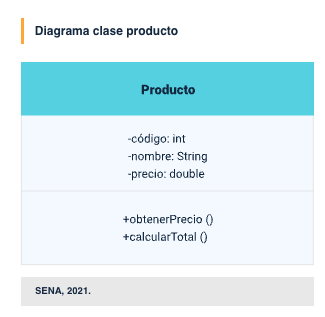 Diagrama clase producto
Producto
-código: int
-nombre: String
-precio: double
+obtenerPrecio ()
+calcularTotal ()
SENA, 2021.